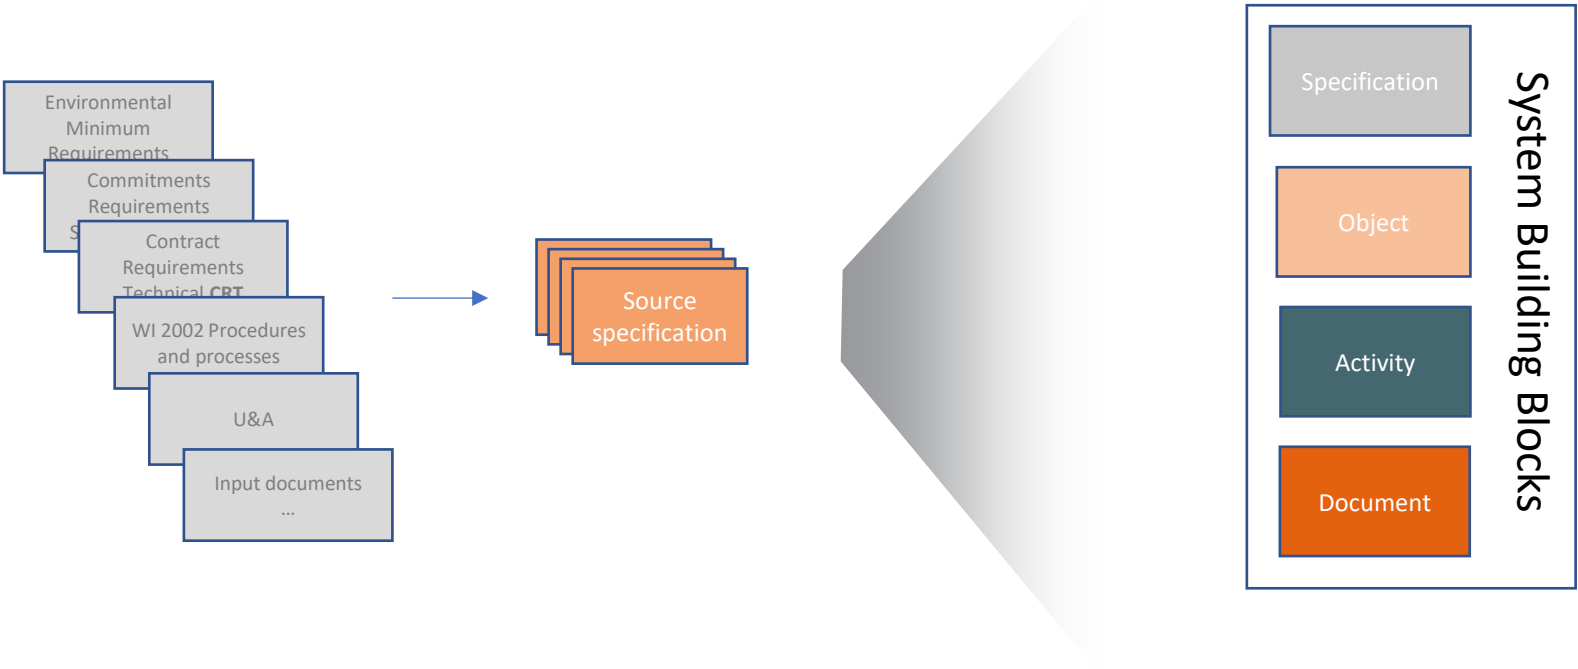 Environmental
Minimum
Requirements
Commitments
Requirements
S
Contract
Requirements
Technical CRT
WI 2002 Procedures
and processes
U&A
Input documents
...
Source
specification
Specification
Object
Activity
Document
System Building Blocks